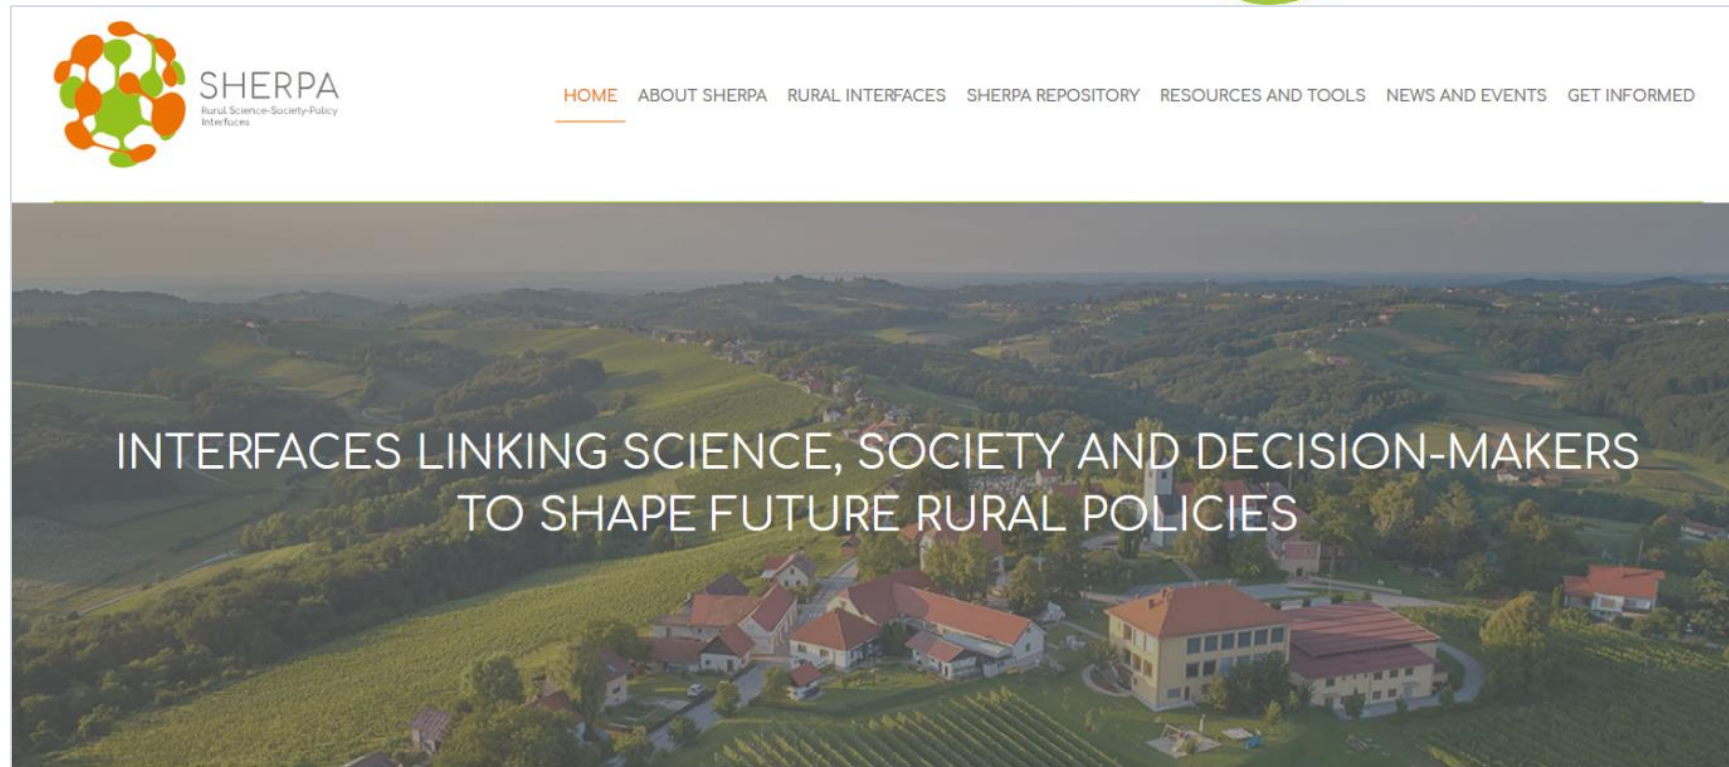 SHERPA
Rural Science-Society-Policy
Interfaces
HOME ABOUT SHERPA RURAL INTERFACES SHERPA REPOSITORY RESOURCES AND TOOLS NEWS AND EVENTS GET INFORMED
INTERFACES LINKING SCIENCE, SOCIETY AND DECISION-MAKERS
TO SHAPE FUTURE RURAL POLICIES